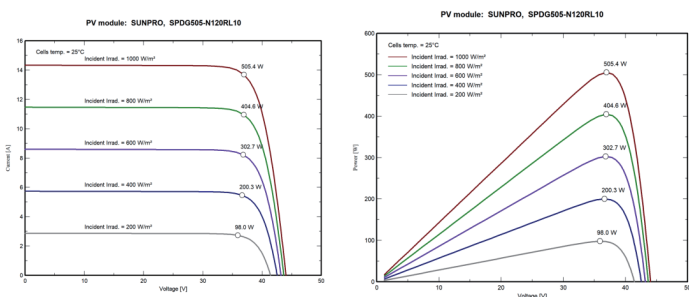 PV module: SUNPRO, SPDG505-N120RL10
16
14
12
10
8
6
4
2
0
Current [A]
Cells temp. = 25°C
Incident Irrad. = 1000 W/m²
505.4 W
Incident Irrad. = 800 W/m²
404.6 W
Incident Irrad. = 600 W/m²
302.7 W
Incident Irrad. = 400 W/m²
200.3 W
Incident Irrad. = 200 W/m²
98.0 W
0 10 20 30 40 50
Voltage [V]
PV module: SUNPRO, SPDG505-N120RL10
600
500
400
300
200
100
0
Power [W]
Cells temp. = 25°C
Incident Irrad. = 1000 W/m²
Incident Irrad. = 800 W/m²
Incident Irrad. = 600 W/m²
Incident Irrad. = 400 W/m²
Incident Irrad. = 200 W/m²
505.4 W
404.6 W
302.7 W
200.3 W
98.0 W
0 10 20 30 40 50
Voltage [V]